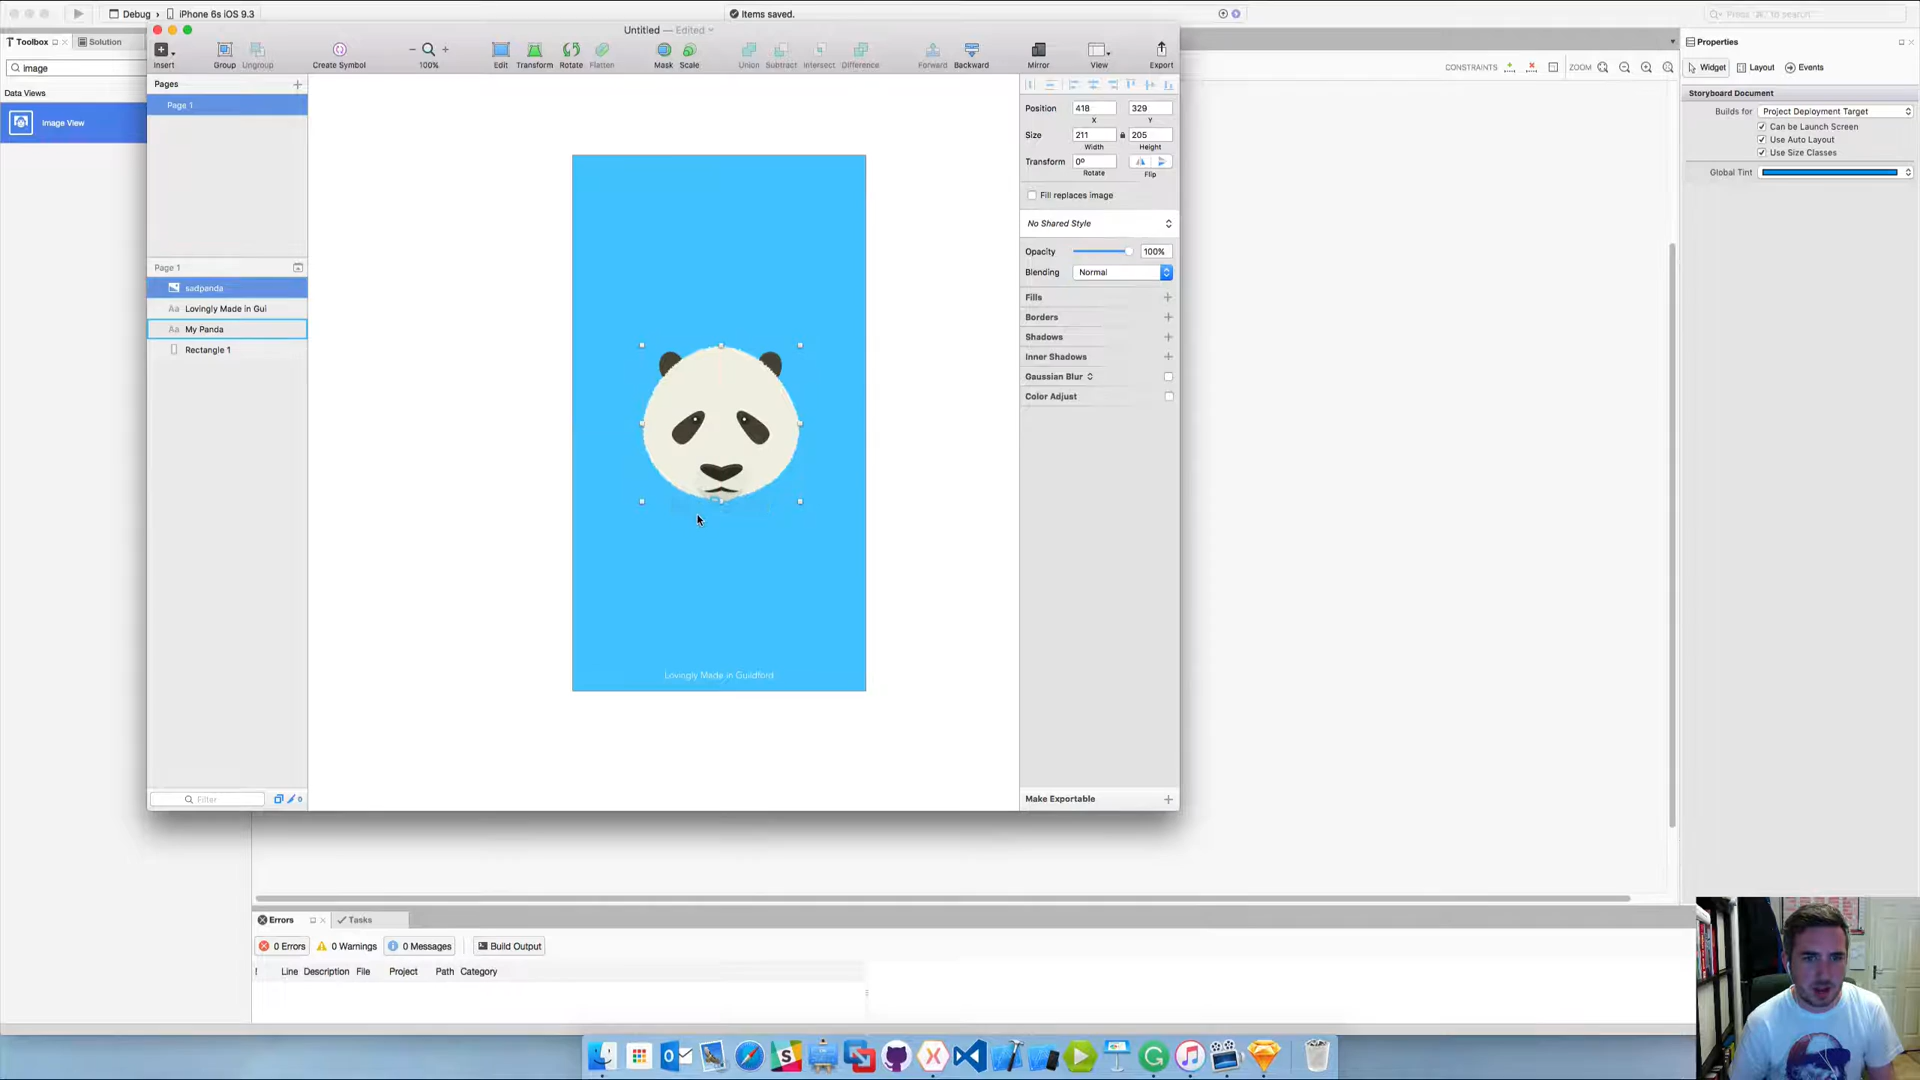 Debug
iPhone 6s iOS 9.3
Items saved.
Toolbox
Solution
image
Data Views
Image View
Untitled — Edited
Insert
Group
Ungroup
Create Symbol
100%
Edit
Transform
Rotate
Flatten
Mask
Scale
Union
Subtract
Intersect
Difference
Forward
Backward
Mirror
View
Export
Pages
Page 1
Page 1
sadpanda
Aa Lovingly Made in Gui
Aa My Panda
Rectangle 1
Filter
0
Lovingly Made in Guildford
Position 418 329
X Y
Size 211 205
Width Height
Transform 0º
Rotate Flip
Fill replaces image
No Shared Style
Opacity 100%
Blending Normal
Fills
Borders
Shadows
Inner Shadows
Gaussian Blur
Color Adjust
Make Exportable
CONSTRAINTS
ZOOM
Properties
Widget Layout Events
Storyboard Document
Builds for Project Deployment Target
Can be Launch Screen
Use Auto Layout
Use Size Classes
Global Tint
Errors
Tasks
0 Errors 0 Warnings 0 Messages Build Output
! Line Description File Project Path Category